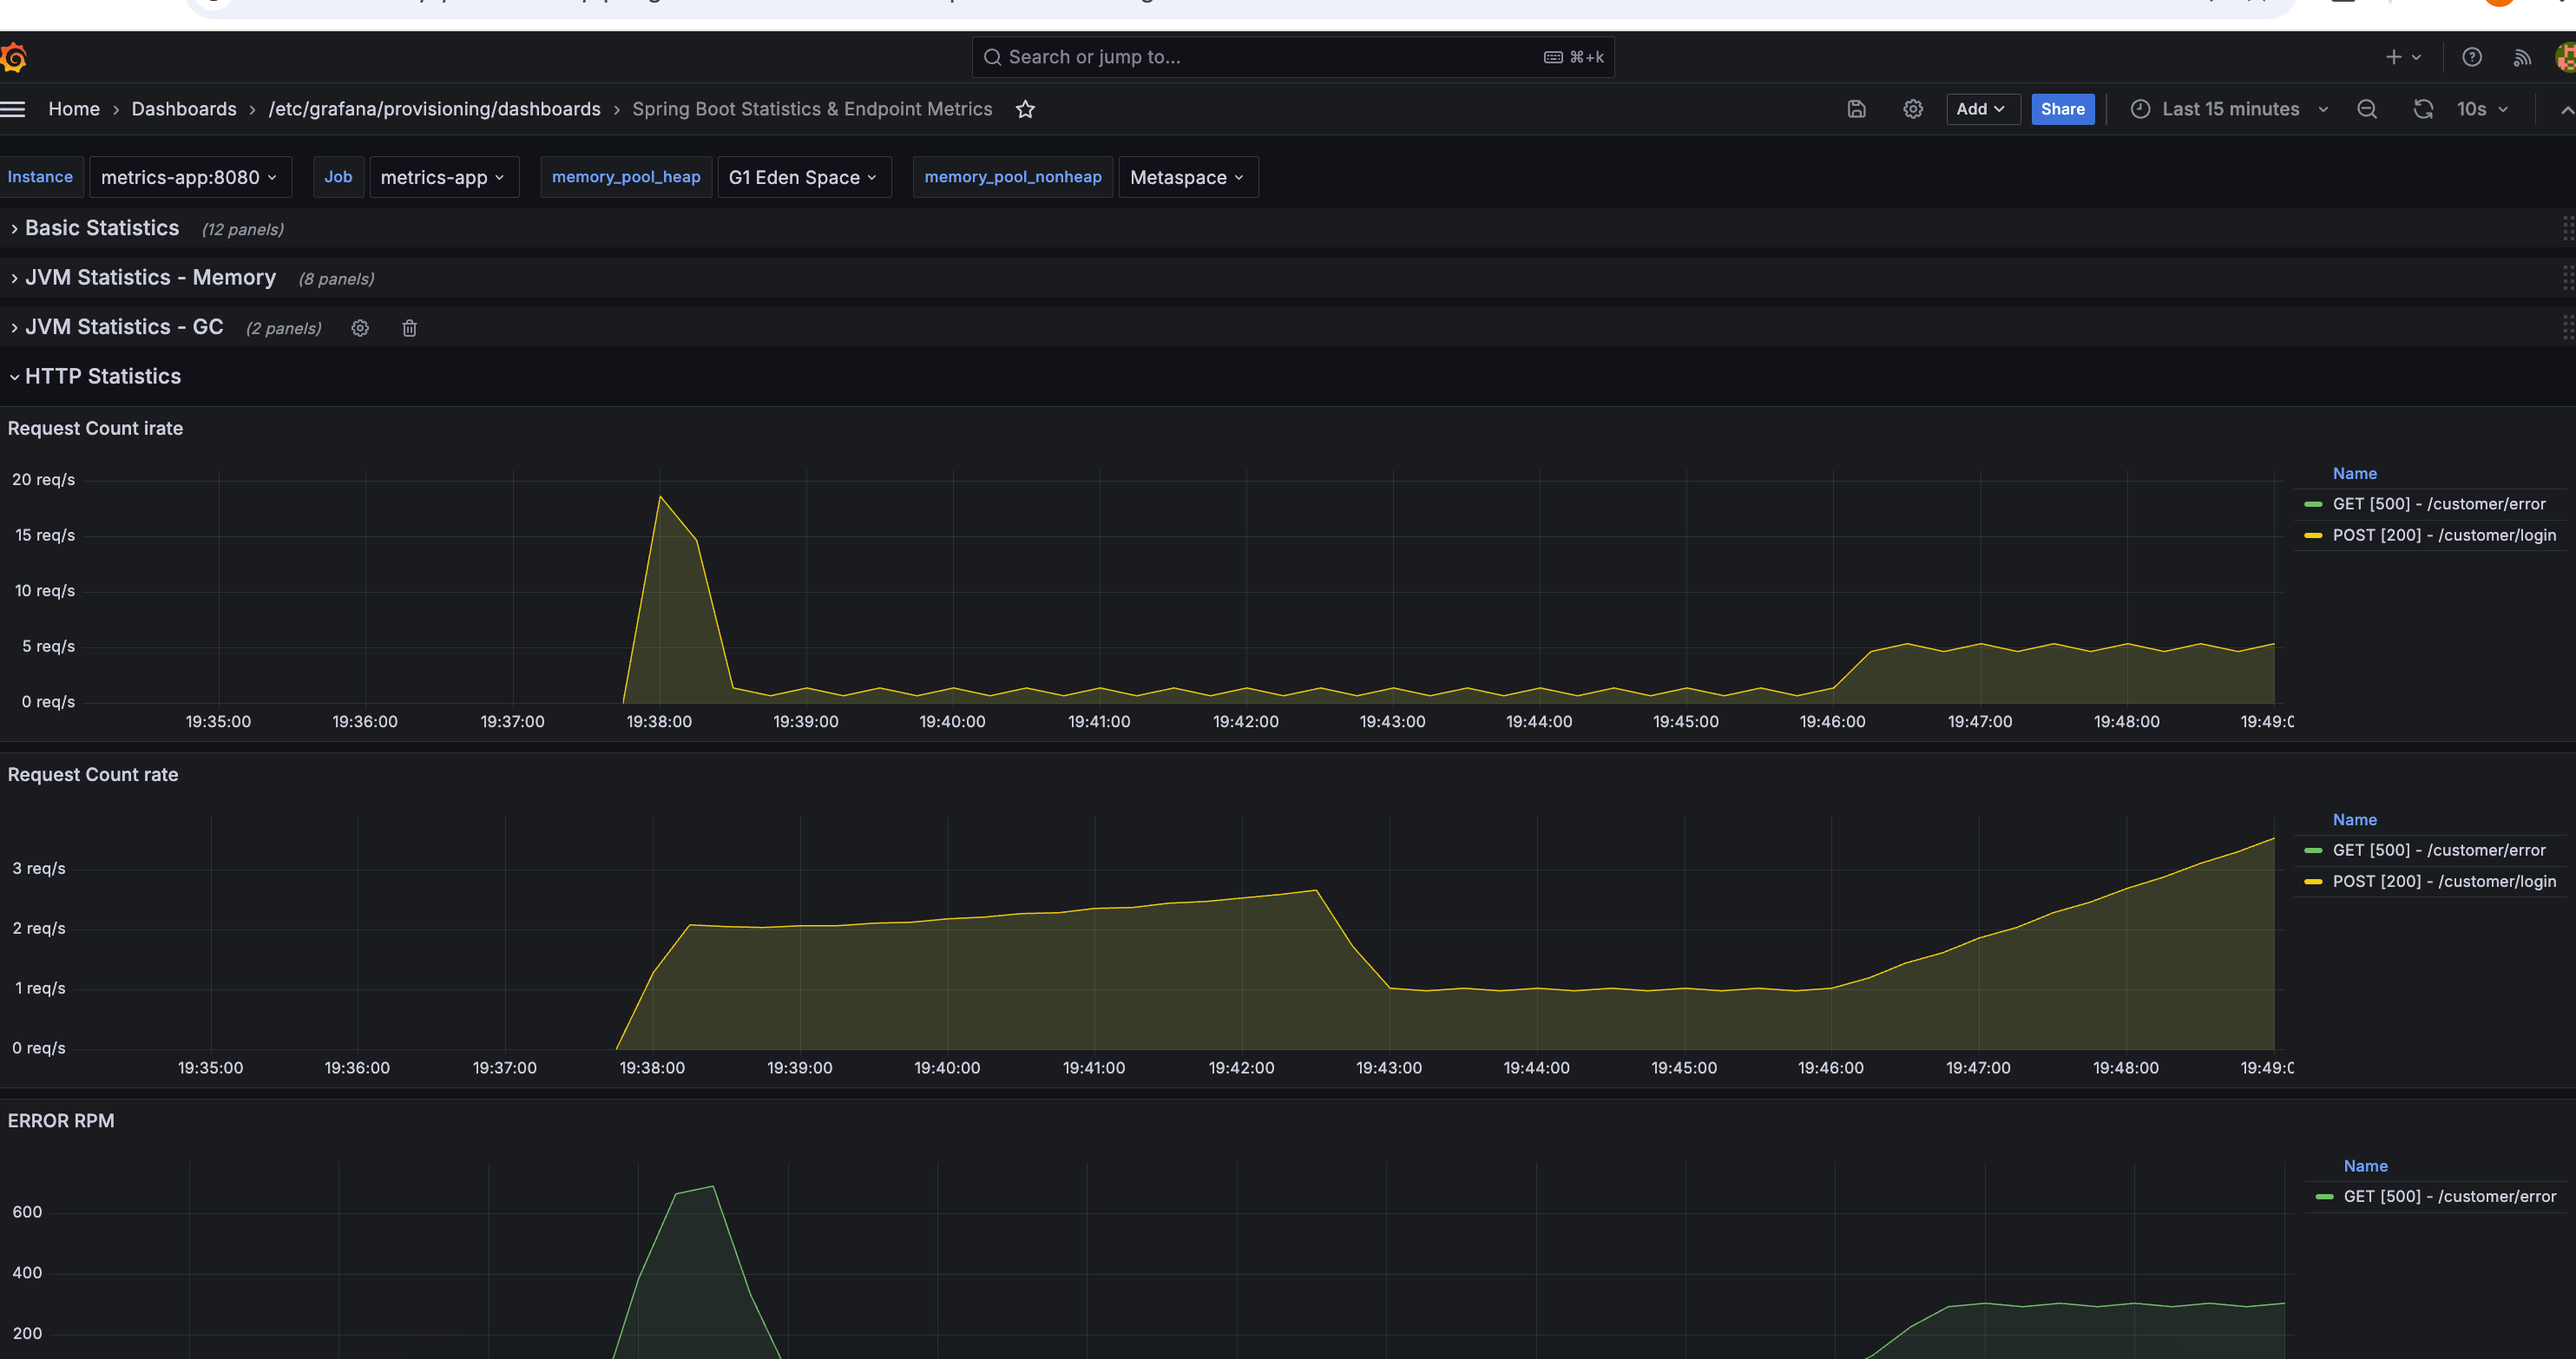 Search or jump to...
⌘+k
Home › Dashboards › /etc/grafana/provisioning/dashboards › Spring Boot Statistics & Endpoint Metrics
Add
Share
Last 15 minutes
10s
Instance metrics-app:8080
Job metrics-app
memory_pool_heap G1 Eden Space
memory_pool_nonheap Metaspace
Basic Statistics (12 panels)
JVM Statistics - Memory (8 panels)
JVM Statistics - GC (2 panels)
HTTP Statistics
Request Count irate
20 req/s
15 req/s
10 req/s
5 req/s
0 req/s
19:35:00 19:36:00 19:37:00 19:38:00 19:39:00 19:40:00 19:41:00 19:42:00 19:43:00 19:44:00 19:45:00 19:46:00 19:47:00 19:48:00 19:49:0
Name
GET [500] - /customer/error
POST [200] - /customer/login
Request Count rate
3 req/s
2 req/s
1 req/s
0 req/s
19:35:00 19:36:00 19:37:00 19:38:00 19:39:00 19:40:00 19:41:00 19:42:00 19:43:00 19:44:00 19:45:00 19:46:00 19:47:00 19:48:00 19:49:0
Name
GET [500] - /customer/error
POST [200] - /customer/login
ERROR RPM
600
400
200
Name
GET [500] - /customer/error